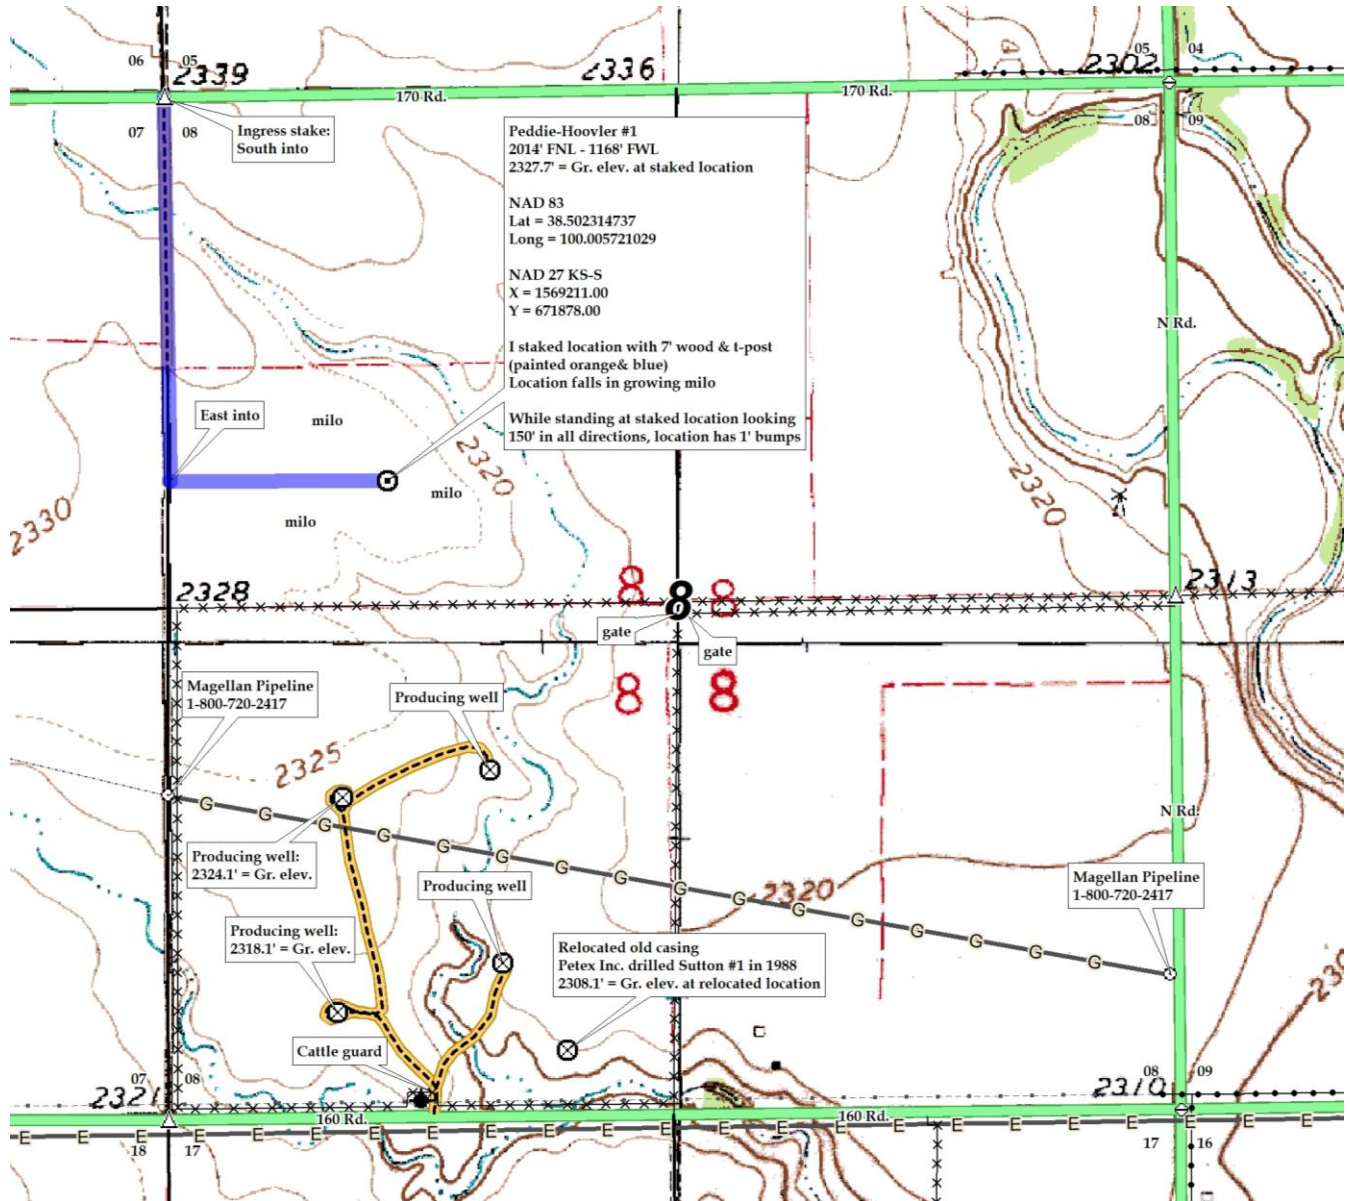 06 05
2339
2336
2302
05 04
170 Rd.
170 Rd.
07 08
08 09
Ingress stake:
South into
Peddie-Hoovler #1
2014' FNL - 1168' FWL
2327.7' = Gr. elev. at staked location
NAD 83
Lat = 38.502314737
Long = 100.005721029
NAD 27 KS-S
X = 1569211.00
Y = 671878.00
I staked location with 7' wood & t-post
(painted orange& blue)
Location falls in growing milo
While standing at staked location looking
150' in all directions, location has 1' bumps
N Rd.
East into
milo
2320
milo
milo
2330
2320
2328
8
8
8
2313
gate
gate
8
8
Magellan Pipeline
1-800-720-2417
Producing well
2325
G G G G G G G G G G G G G G G G
N Rd.
Producing well:
2324.1' = Gr. elev.
Producing well
2320
Magellan Pipeline
1-800-720-2417
Producing well:
2318.1' = Gr. elev.
Relocated old casing
Petex Inc. drilled Sutton #1 in 1988
2308.1' = Gr. elev. at relocated location
Cattle guard
07 08
08 09
2321
2310
160 Rd.
160 Rd.
E E E E E E E E E E E E E E E E E E E E E E
18 17
17 16